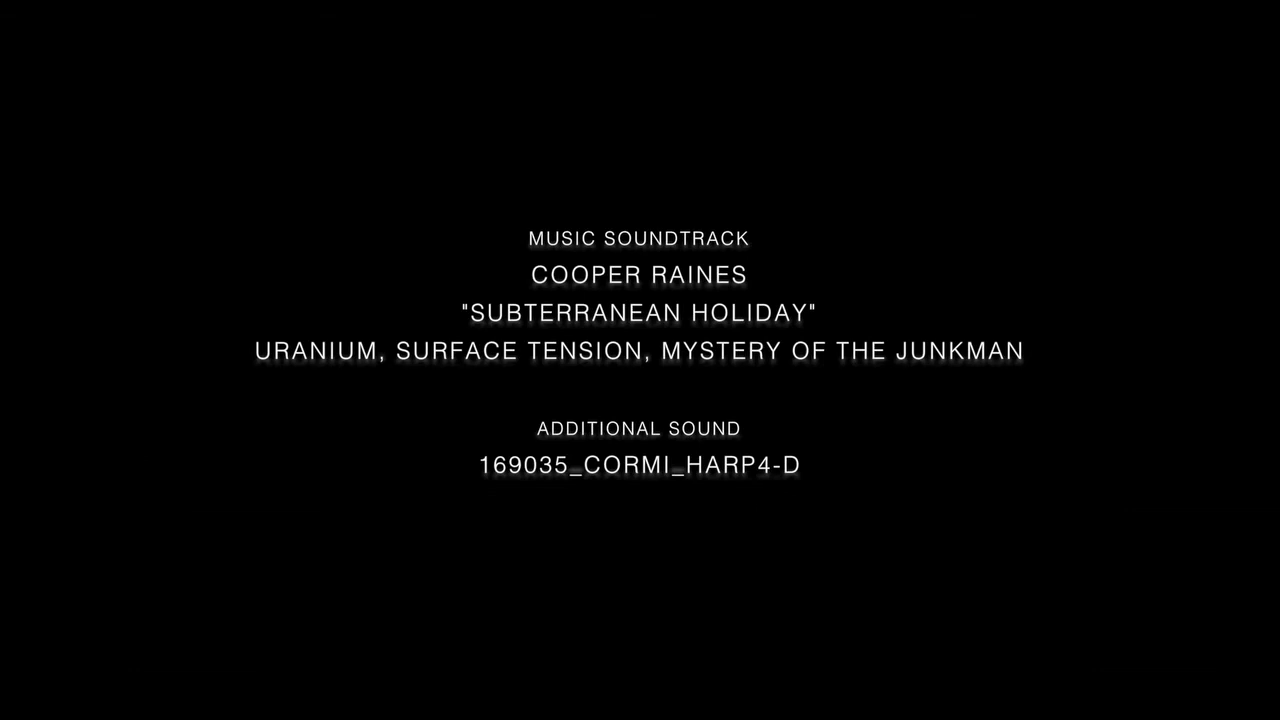 MUSIC SOUNDTRACK
COOPER RAINES
"SUBTERRANEAN HOLIDAY"
URANIUM, SURFACE TENSION, MYSTERY OF THE JUNKMAN
ADDITIONAL SOUND
169035_CORMI_HARP4-D